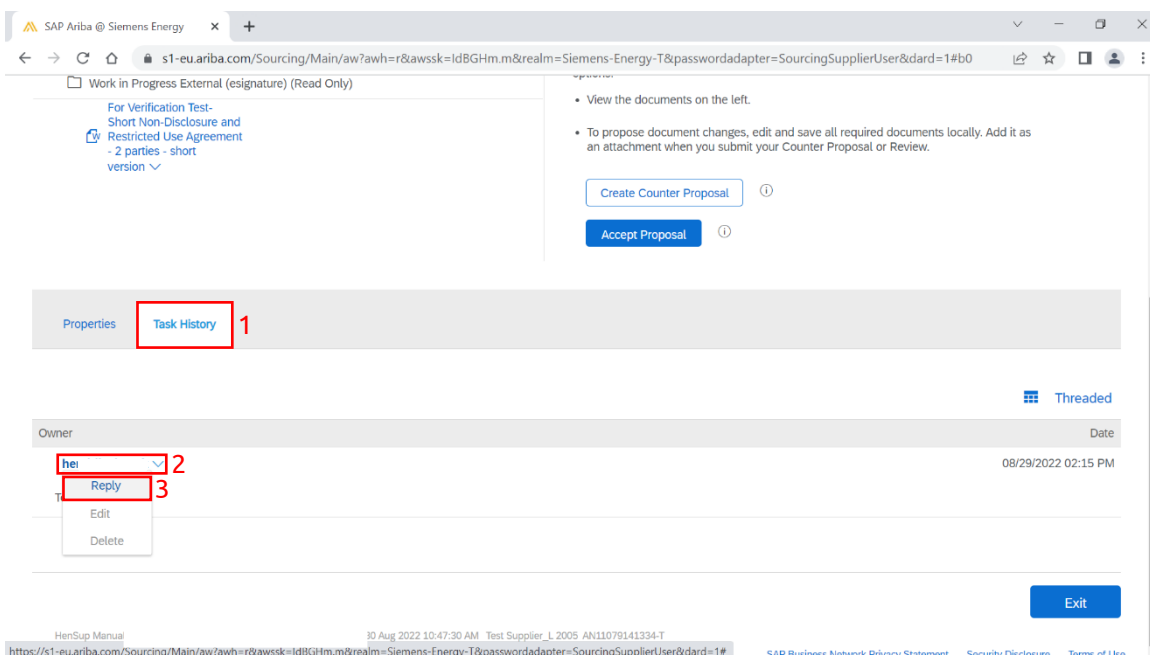 SAP Ariba @ Siemens Energy
s1-eu.ariba.com/Sourcing/Main/aw?awh=r&awssk=IdBGHm.m&realm=Siemens-Energy-T&passwordadapter=SourcingSupplierUser&dard=1#b0
Work in Progress External (esignature) (Read Only)
For Verification Test-
Short Non-Disclosure and
Restricted Use Agreement
- 2 parties - short
version
options:
• View the documents on the left.
• To propose document changes, edit and save all required documents locally. Add it as
an attachment when you submit your Counter Proposal or Review.
Create Counter Proposal
Accept Proposal
Properties
Task History
1
Threaded
Owner
Date
2
08/29/2022 02:15 PM
Reply
3
Edit
Delete
Exit
HenSup Manual
30 Aug 2022 10:47:30 AM Test Supplier_L 2005 AN11079141334-T
https://s1-eu.ariba.com/Sourcing/Main/aw?awh=r&awssk=IdBGHm.m&realm=Siemens-Energy-T&passwordadapter=SourcingSupplierUser&dard=1#
SAP Business Network Privacy Statement Security Disclosure Terms of Use